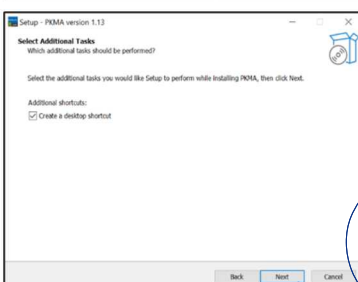 Setup - PKMA version 1.13
Select Additional Tasks
Which additional tasks should be performed?
Select the additional tasks you would like Setup to perform while installing PKMA, then click Next.
Additional shortcuts:
Create a desktop shortcut
Back Next Cancel